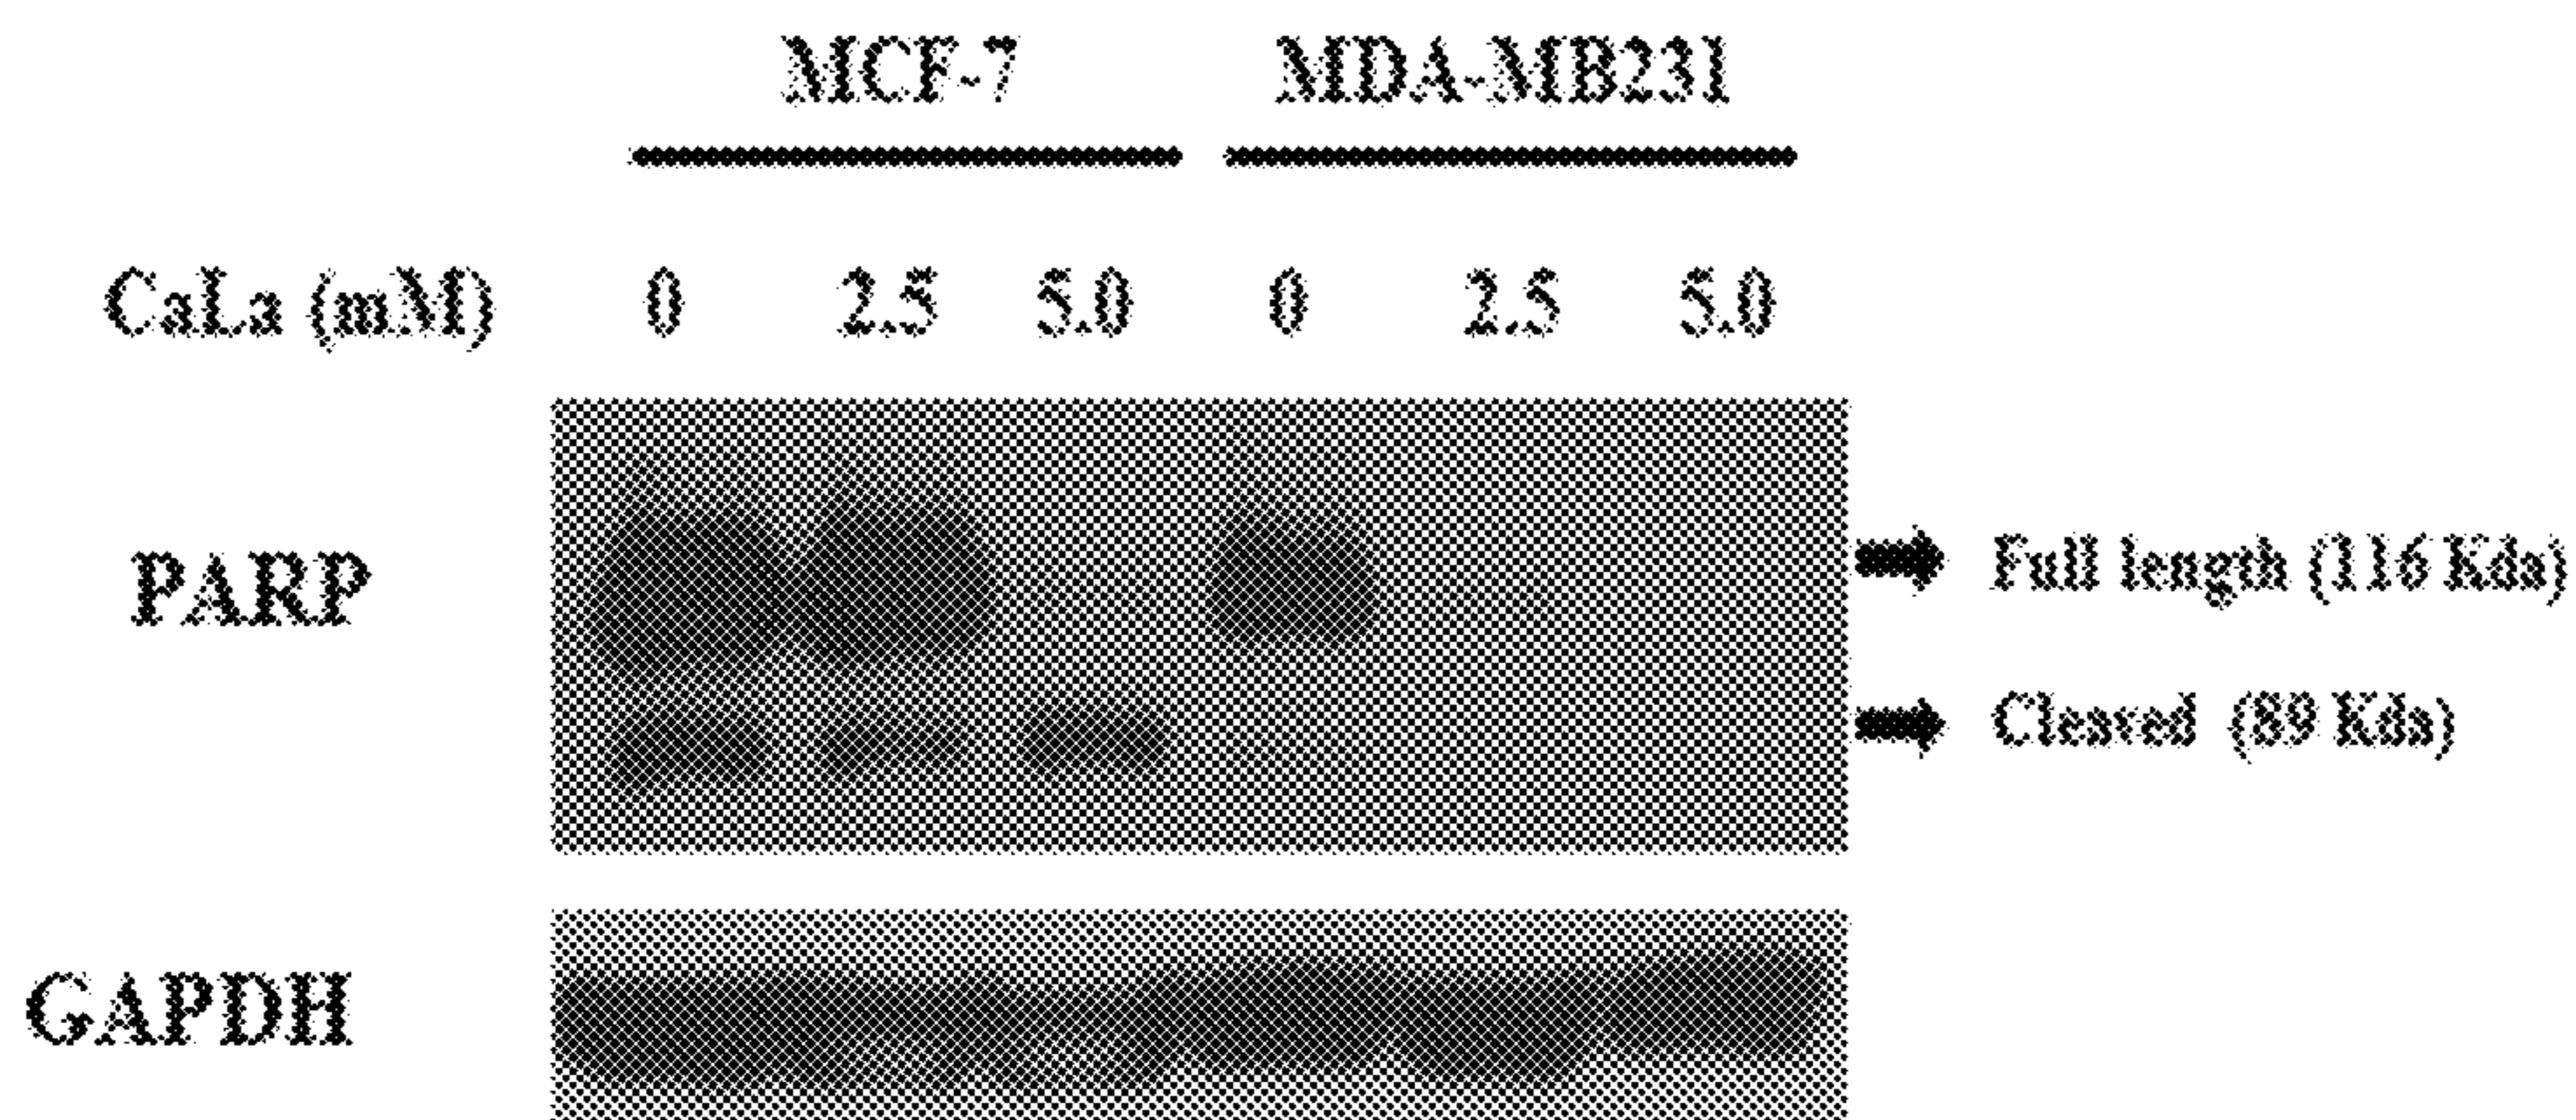 MCF-7 MDA-MB231
CaLa (mM) 0 2.5 5.0 0 2.5 5.0
PARP
Full length (116 Kda)
Cleaved (89 Kda)
GAPDH